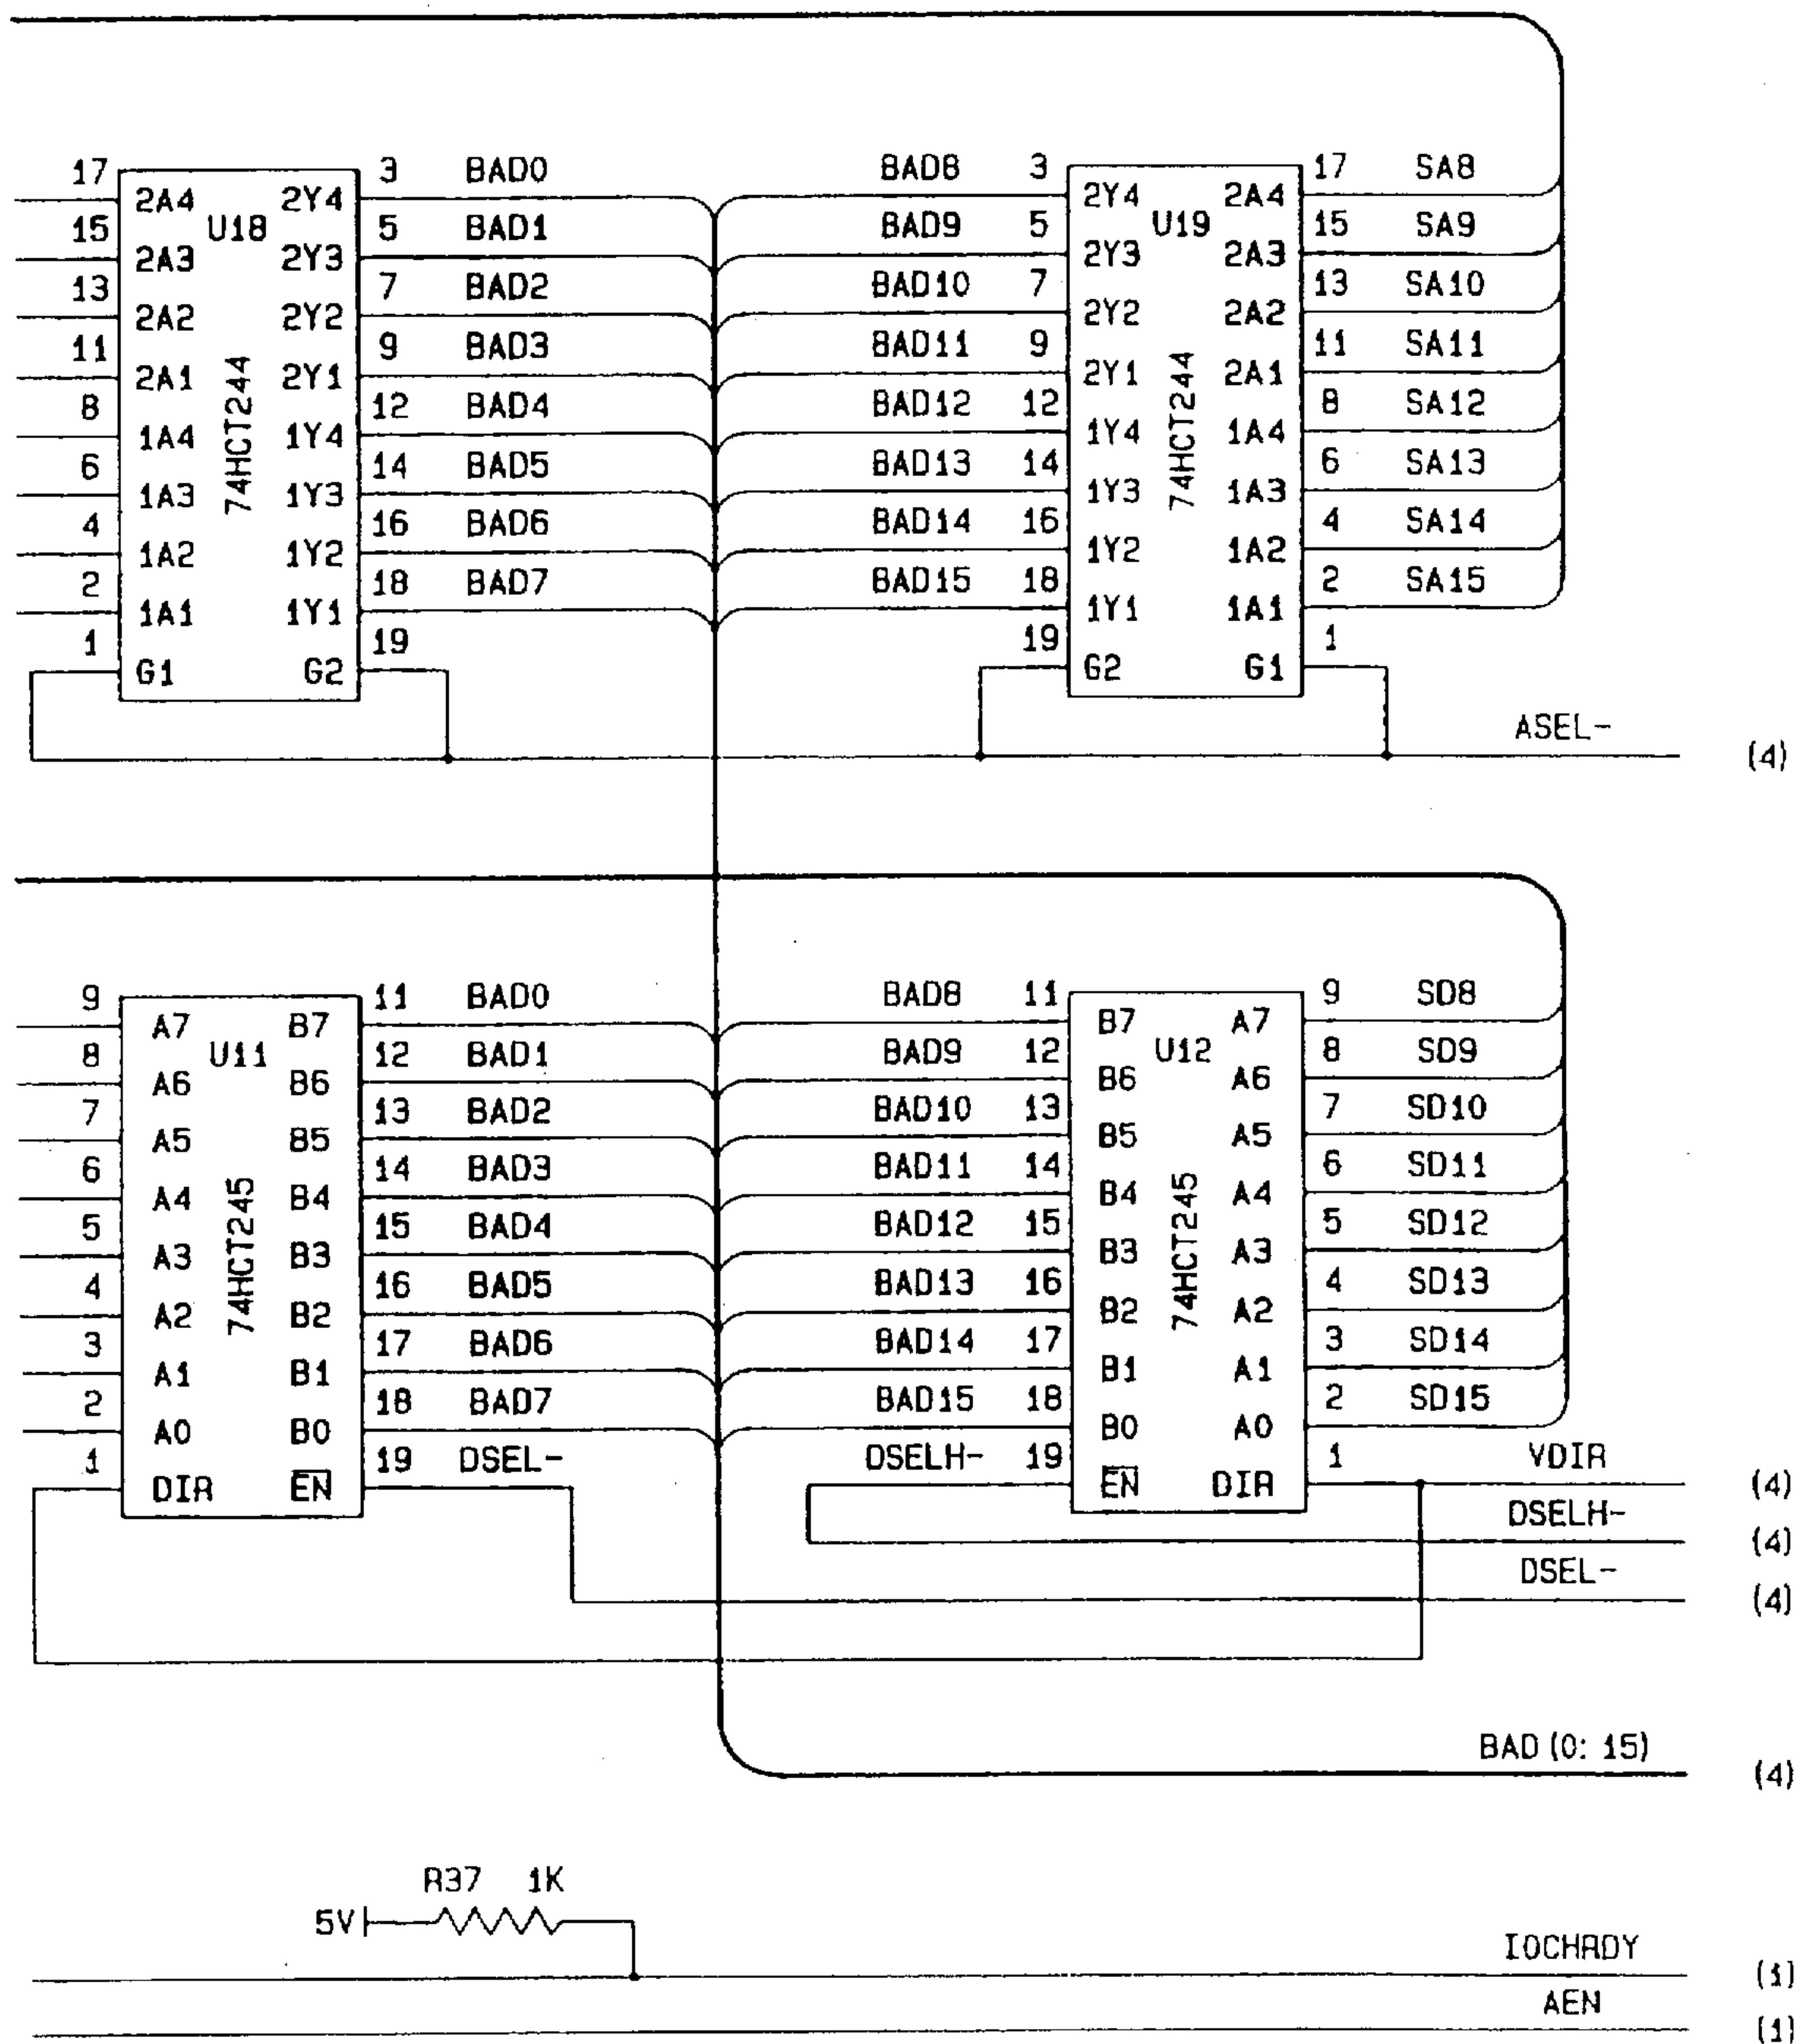 17 3 BAD0 BAD8 3 17 SA8
2A4 2Y4 2Y4 2A4
15 U18 5 BAD1 BAD9 5 U19 15 SA9
2A3 2Y3 2Y3 2A3
13 7 BAD2 BAD10 7 13 SA10
2A2 2Y2 2Y2 2A2
11 9 BAD3 BAD11 9 11 SA11
2A1 2Y1 2Y1 2A1
8 12 BAD4 BAD12 12 8 SA12
74HCT244 74HCT244
1A4 1Y4 1Y4 1A4
6 14 BAD5 BAD13 14 6 SA13
1A3 1Y3 1Y3 1A3
4 16 BAD6 BAD14 16 4 SA14
1A2 1Y2 1Y2 1A2
2 18 BAD7 BAD15 18 2 SA15
1A1 1Y1 1Y1 1A1
1 19 19 1
G1 G2 G2 G1
ASEL- (4)
9 11 BAD0 BAD8 11 9 SD8
A7 B7 B7 A7
8 U11 12 BAD1 BAD9 12 U12 8 SD9
A6 B6 B6 A6
7 13 BAD2 BAD10 13 7 SD10
A5 B5 B5 A5
6 14 BAD3 BAD11 14 6 SD11
A4 B4 B4 A4
5 15 BAD4 BAD12 15 5 SD12
74HCT245 74HCT245
A3 B3 B3 A3
4 16 BAD5 BAD13 16 4 SD13
A2 B2 B2 A2
3 17 BAD6 BAD14 17 3 SD14
A1 B1 B1 A1
2 18 BAD7 BAD15 18 2 SD15
A0 B0 B0 A0
1 19 DSEL- DSELH- 19 1 VDIR
DIR EN EN DIR (4)
DSELH- (4)
DSEL- (4)
BAD (0: 15) (4)
R37 1K
5V
IOCHRDY (1)
AEN (1)